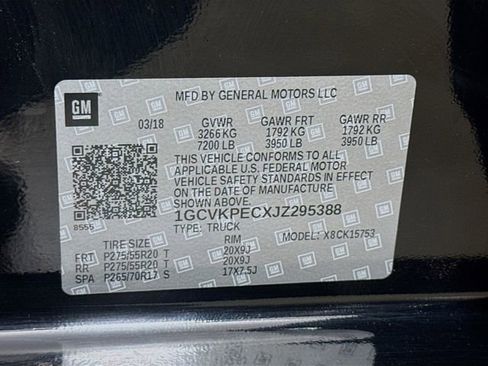 GM
MFD BY GENERAL MOTORS LLC
03/18 GVWR GAWR FRT GAWR RR
3266 KG 1792 KG 1792 KG
7200 LB 3950 LB 3950 LB
THIS VEHICLE CONFORMS TO ALL
APPLICABLE U.S. FEDERAL MOTOR
VEHICLE SAFETY STANDARDS IN EFFECT
ON THE DATE OF MANUFACTURE
SHOWN ABOVE.
1GCVKPECXJZ295388
8555 TYPE: TRUCK MODEL: X8CK15753
TIRE SIZE RIM
FRT P275/55R20 T 20X9J
RR P275/55R20 T 20X9J
SPA P265/70R17 S 17X7.5J